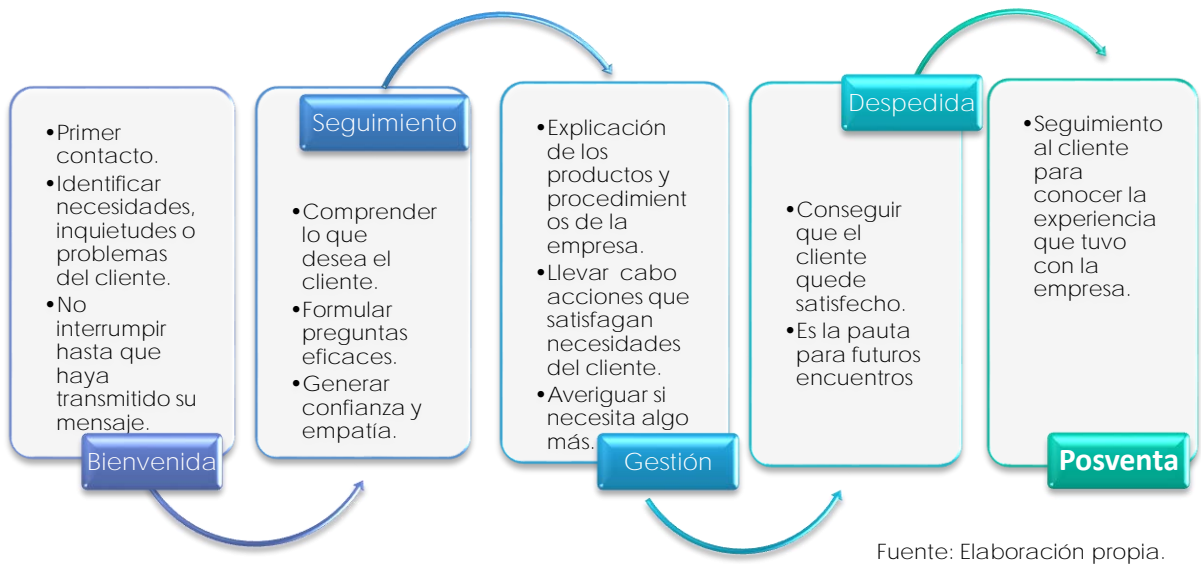 •Primer
contacto.
•Identificar
necesidades,
inquietudes o
problemas
del cliente.
•No
interrumpir
hasta que
haya
transmitido su
mensaje.
Bienvenida
Seguimiento
•Comprender
lo que
desea el
cliente.
•Formular
preguntas
eficaces.
•Generar
confianza y
empatía.
•Explicación
de los
productos y
procedimient
os de la
empresa.
•Llevar cabo
acciones que
satisfagan
necesidades
del cliente.
•Averiguar si
necesita algo
más.
Gestión
Despedida
•Conseguir
que el
cliente
quede
satisfecho.
•Es la pauta
para futuros
encuentros
•Seguimiento
al cliente
para
conocer la
experiencia
que tuvo
con la
empresa.
Posventa
Fuente: Elaboración propia.